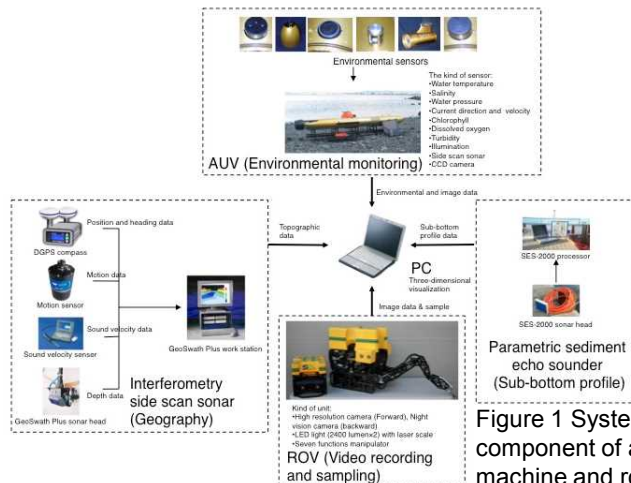 Environmental sensors
The kind of sensor:
•Water temperature
•Salinity
•Water pressure
•Current direction and velocity
•Chlorophyll
•Dissolved oxygen
•Turbidity
•Illumination
•Side scan sonar
•CCD camera
AUV (Environmental monitoring)
Environmental and image data
Position and heading data
DGPS compass
Motion data
Motion sensor
Sound velocity data
Sound velocity sensor
Depth data
GeoSwath Plus sonar head
GeoSwath Plus work station
Interferometry
side scan sonar
(Geography)
Topographic
data
Sub-bottom
profile data
PC
Three-dimensional
visualization
Image data & sample
SES-2000 processor
SES-2000 sonar head
Parametric sediment
echo sounder
(Sub-bottom profile)
Kind of unit:
•High resolution camera (Forward), Night
vision camera (backward)
•LED light (2400 lumen×2) with laser scale
•Seven functions manipulator
ROV (Video recording
and sampling)
Figure 1 Syste
component of a
machine and r